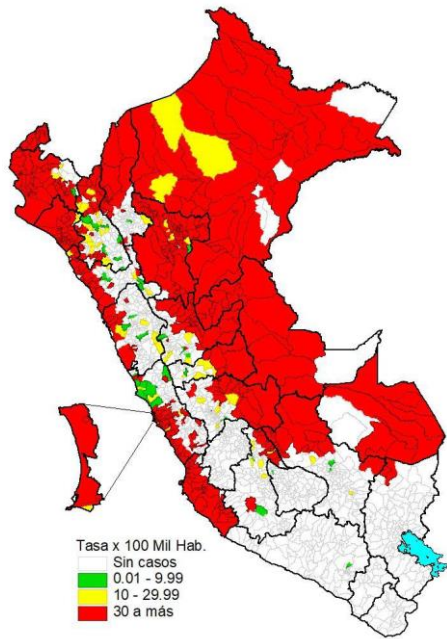 Tasa x 100 Mil Hab.
Sin casos
0.01 - 9.99
10 - 29.99
30 a más